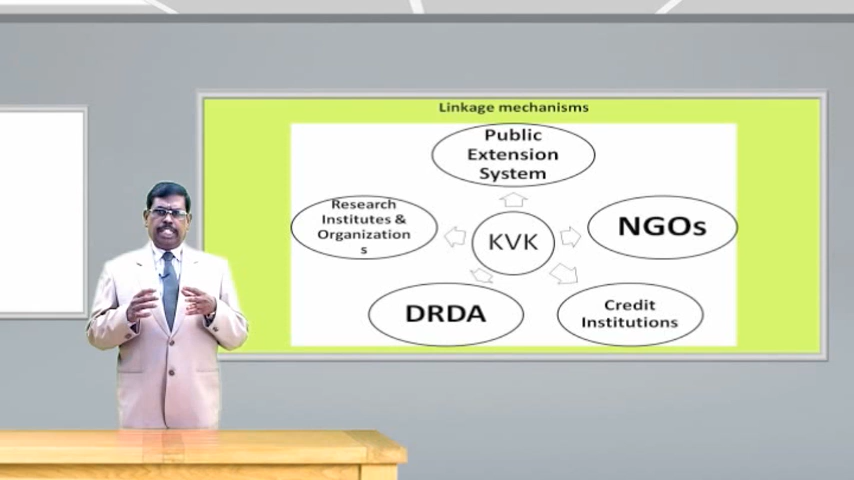 Linkage mechanisms
Public
Extension
System
Research
Institutes &
Organization
s
KVK
NGOs
DRDA
Credit
Institutions